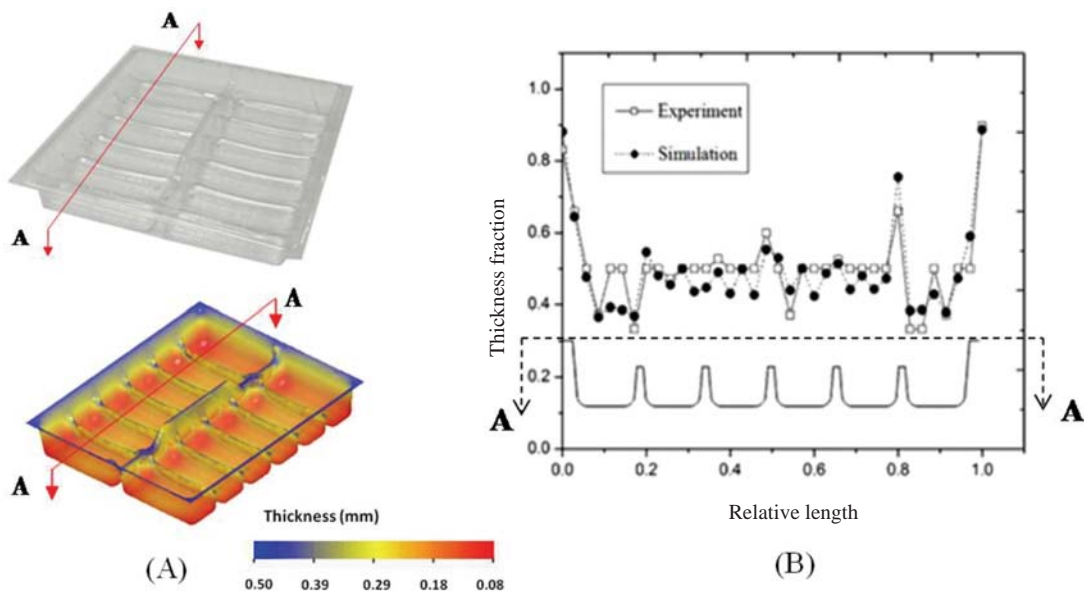 A
A
A
A
Thickness (mm)
0.50 0.39 0.29 0.18 0.08
(A)
Experiment
Simulation
Thickness fraction
1.0
0.8
0.6
0.4
0.2
0.0
A
A
0.0 0.2 0.4 0.6 0.8 1.0
Relative length
(B)